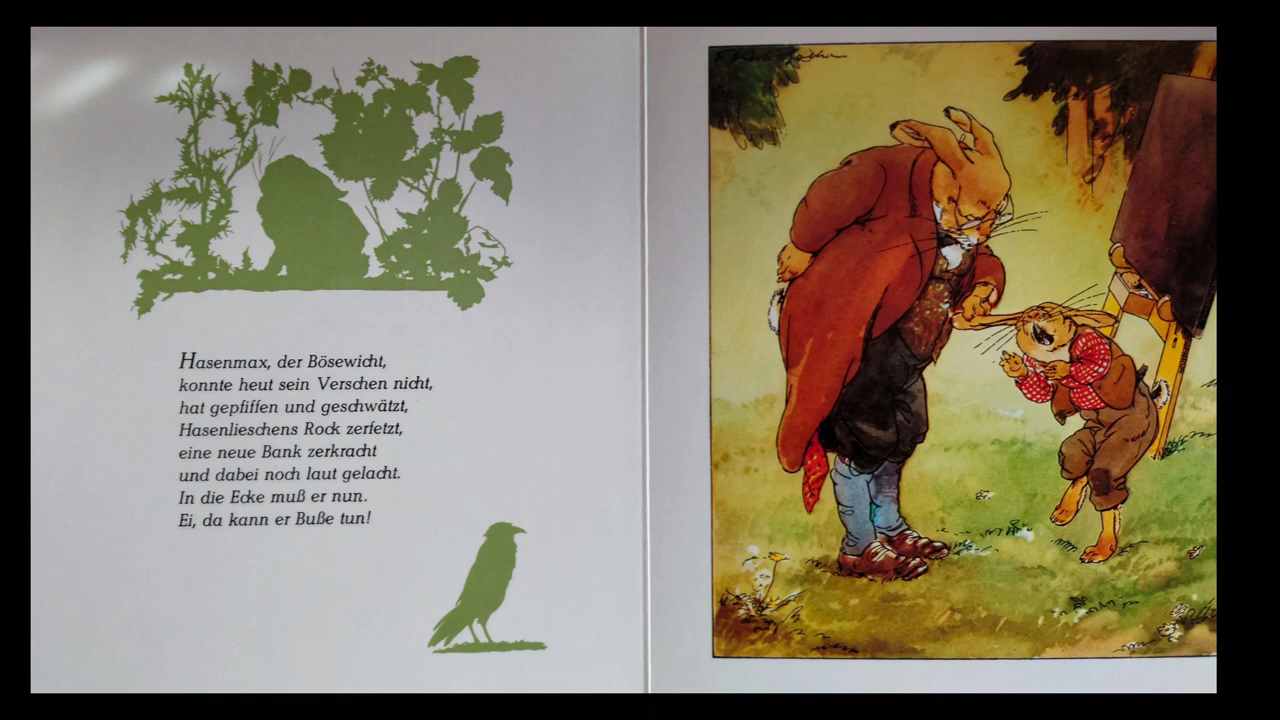 Hasenmax, der Bösewicht,
konnte heut sein Verschen nicht,
hat gepfiffen und geschwätzt,
Hasenlieschens Rock zerfetzt,
eine neue Bank zerkracht
und dabei noch laut gelacht.
In die Ecke muß er nun.
Ei, da kann er Buße tun!